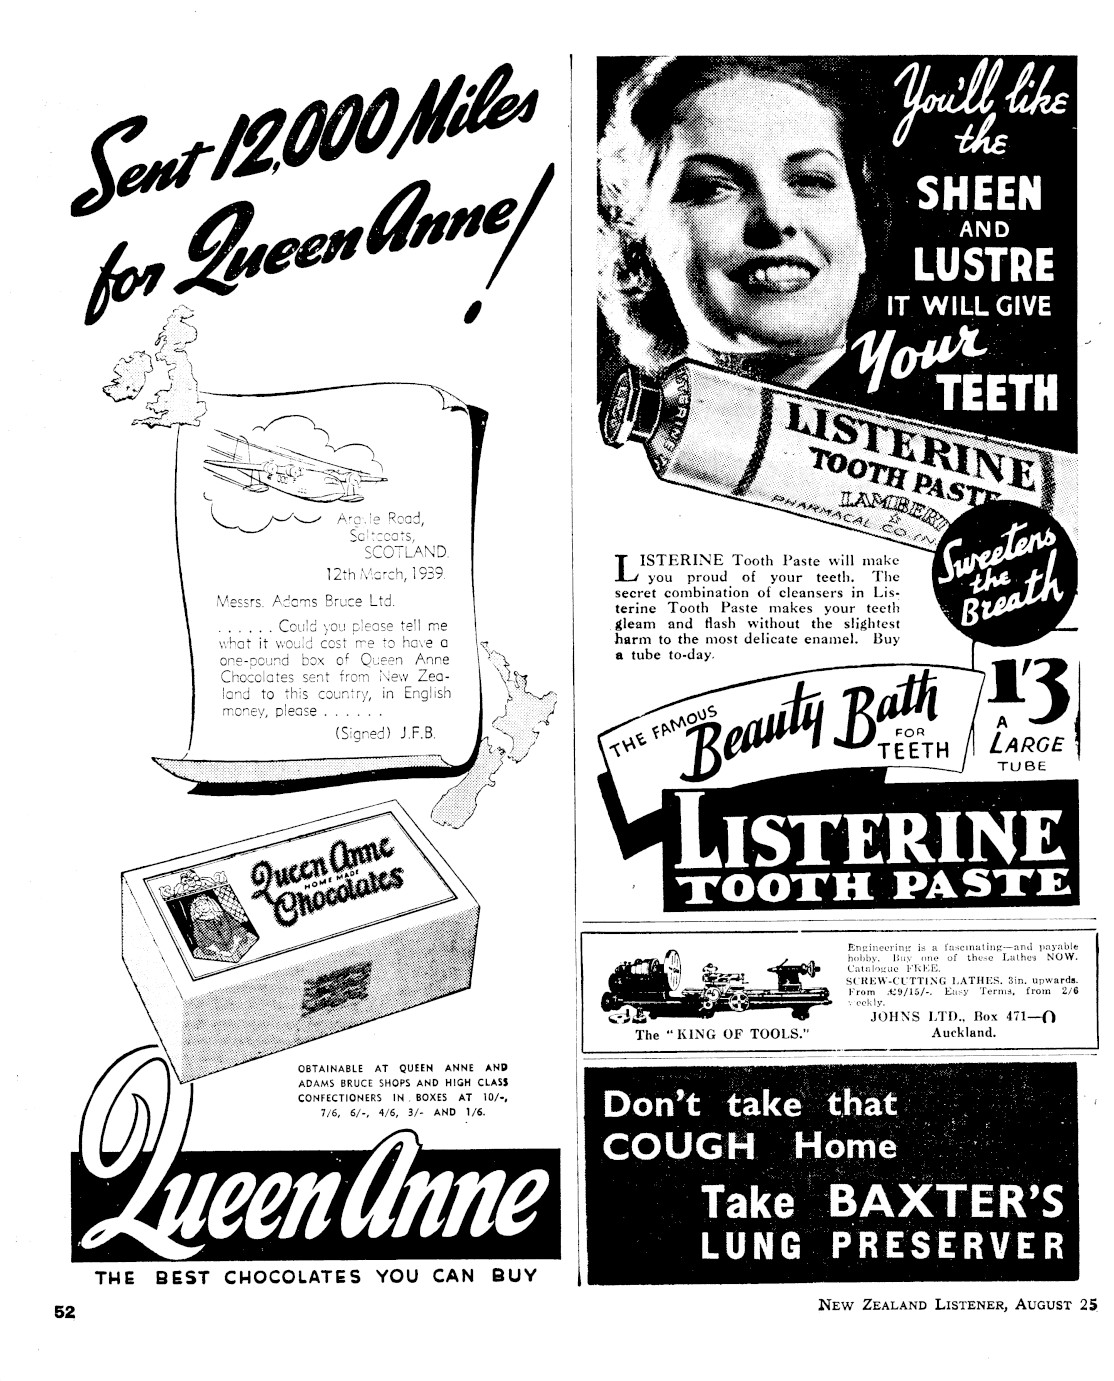 Sent 12,000 Miles
for Queen Anne!
Argyle Road,
Saltcoats,
SCOTLAND.
12th March, 1939.
Messrs. Adams Bruce Ltd.
. . . . . . Could you please tell me
what it would cost me to have a
one-pound box of Queen Anne
Chocolates sent from New Zea-
land to this country, in English
money, please . . . . . .
(Signed) J.F.B.
Queen Anne
HOME MADE
Chocolates
OBTAINABLE AT QUEEN ANNE AND
ADAMS BRUCE SHOPS AND HIGH CLASS
CONFECTIONERS IN BOXES AT 10/-,
7/6, 6/-, 4/6, 3/- AND 1/6.
Queen Anne
THE BEST CHOCOLATES YOU CAN BUY
You'll like
the
SHEEN
AND
LUSTRE
IT WILL GIVE
Your
TEETH
LISTERINE
TOOTH PASTE
LAMBERT
PHARMACAL CO. IN
Sweetens
the
Breath
LISTERINE Tooth Paste will make
you proud of your teeth. The
secret combination of cleansers in Lis-
terine Tooth Paste makes your teeth
gleam and flash without the slightest
harm to the most delicate enamel. Buy
a tube to-day.
1'3
A
LARGE
TUBE
THE FAMOUS
Beauty Bath
FOR
TEETH
LISTERINE
TOOTH PASTE
Engineering is a fascinating—and payable
hobby. Buy one of these Lathes NOW.
Catalogue FREE.
SCREW-CUTTING LATHES. 3in. upwards.
From £9/15/-. Easy Terms, from 2/6
weekly.
JOHNS LTD., Box 471—O
Auckland.
The "KING OF TOOLS."
Don't take that
COUGH Home
Take BAXTER'S
LUNG PRESERVER
52
NEW ZEALAND LISTENER, AUGUST 25